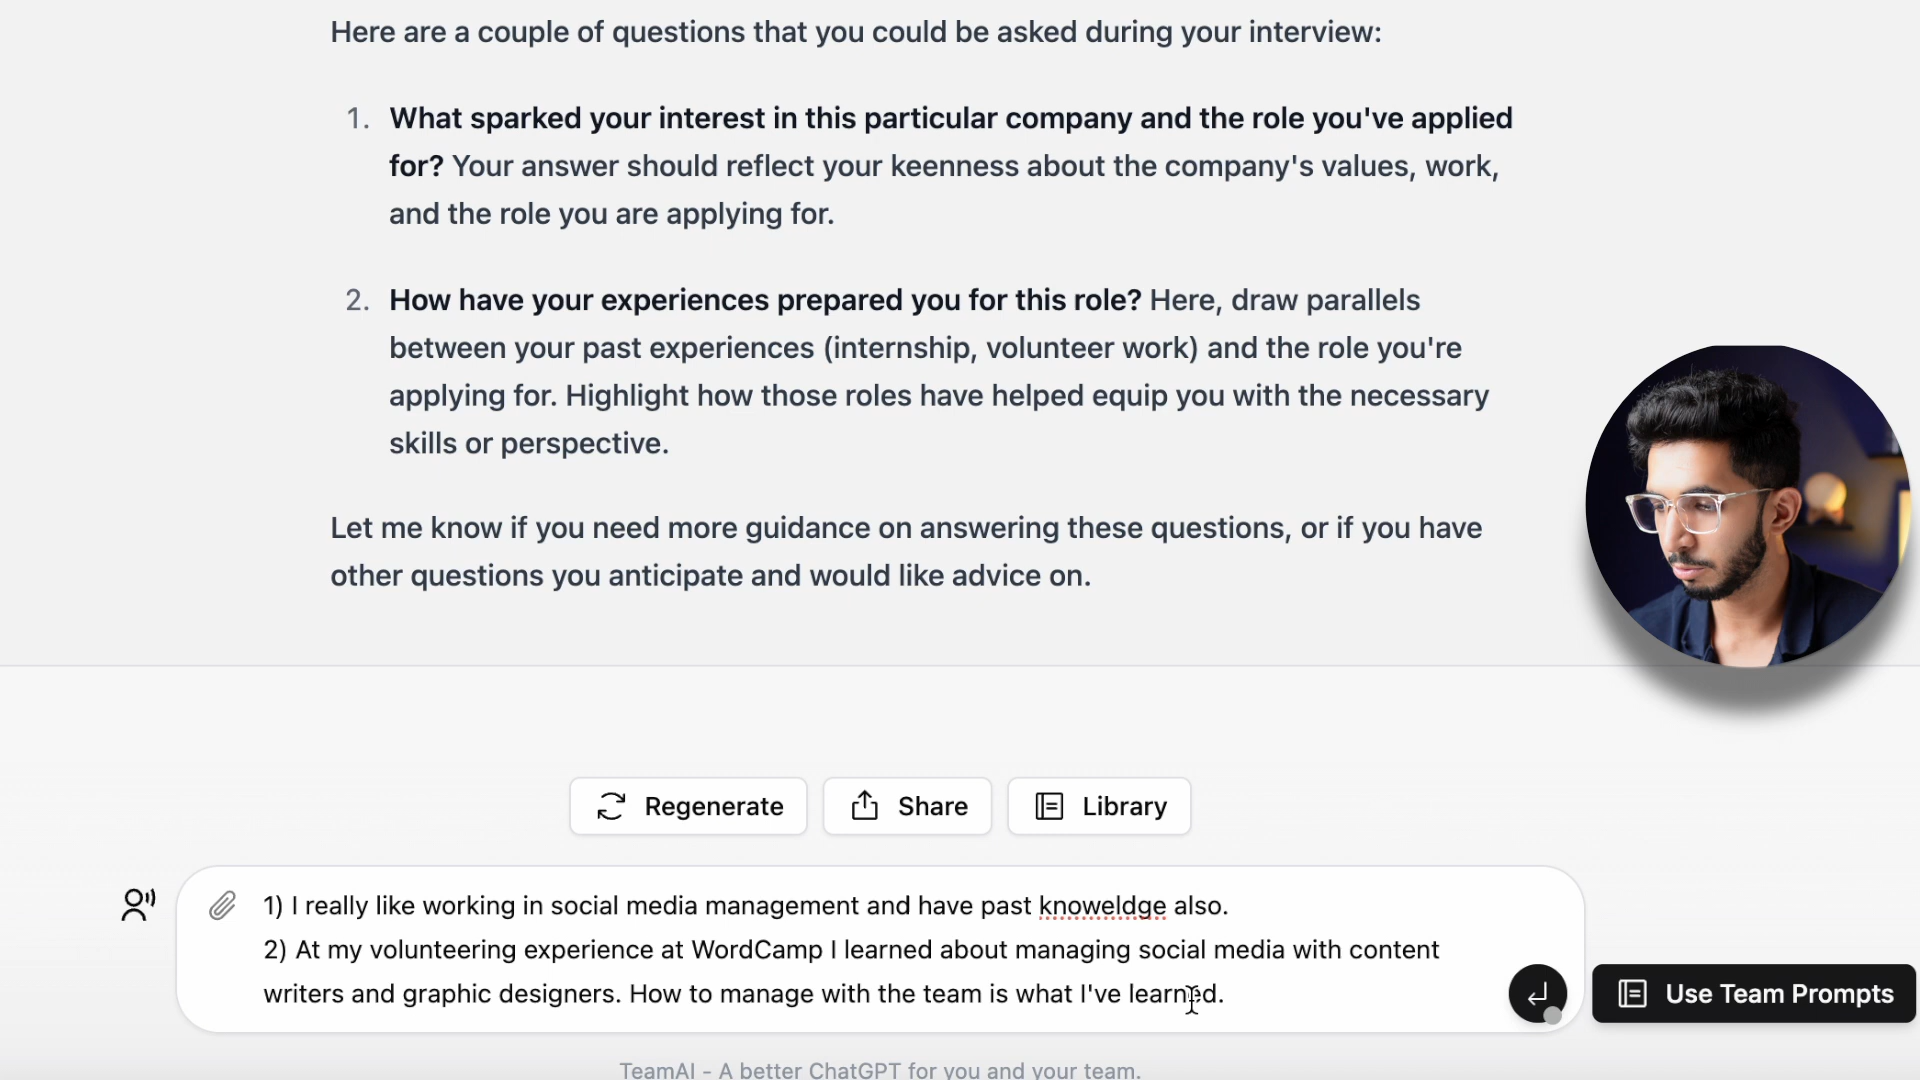 Here are a couple of questions that you could be asked during your interview:
1. What sparked your interest in this particular company and the role you've applied
for? Your answer should reflect your keenness about the company's values, work,
and the role you are applying for.
2. How have your experiences prepared you for this role? Here, draw parallels
between your past experiences (internship, volunteer work) and the role you're
applying for. Highlight how those roles have helped equip you with the necessary
skills or perspective.
Let me know if you need more guidance on answering these questions, or if you have
other questions you anticipate and would like advice on.
Regenerate
Share
Library
1) I really like working in social media management and have past knoweldge also.
2) At my volunteering experience at WordCamp I learned about managing social media with content
writers and graphic designers. How to manage with the team is what I've learned.
Use Team Prompts
TeamAI - A better ChatGPT for you and your team.